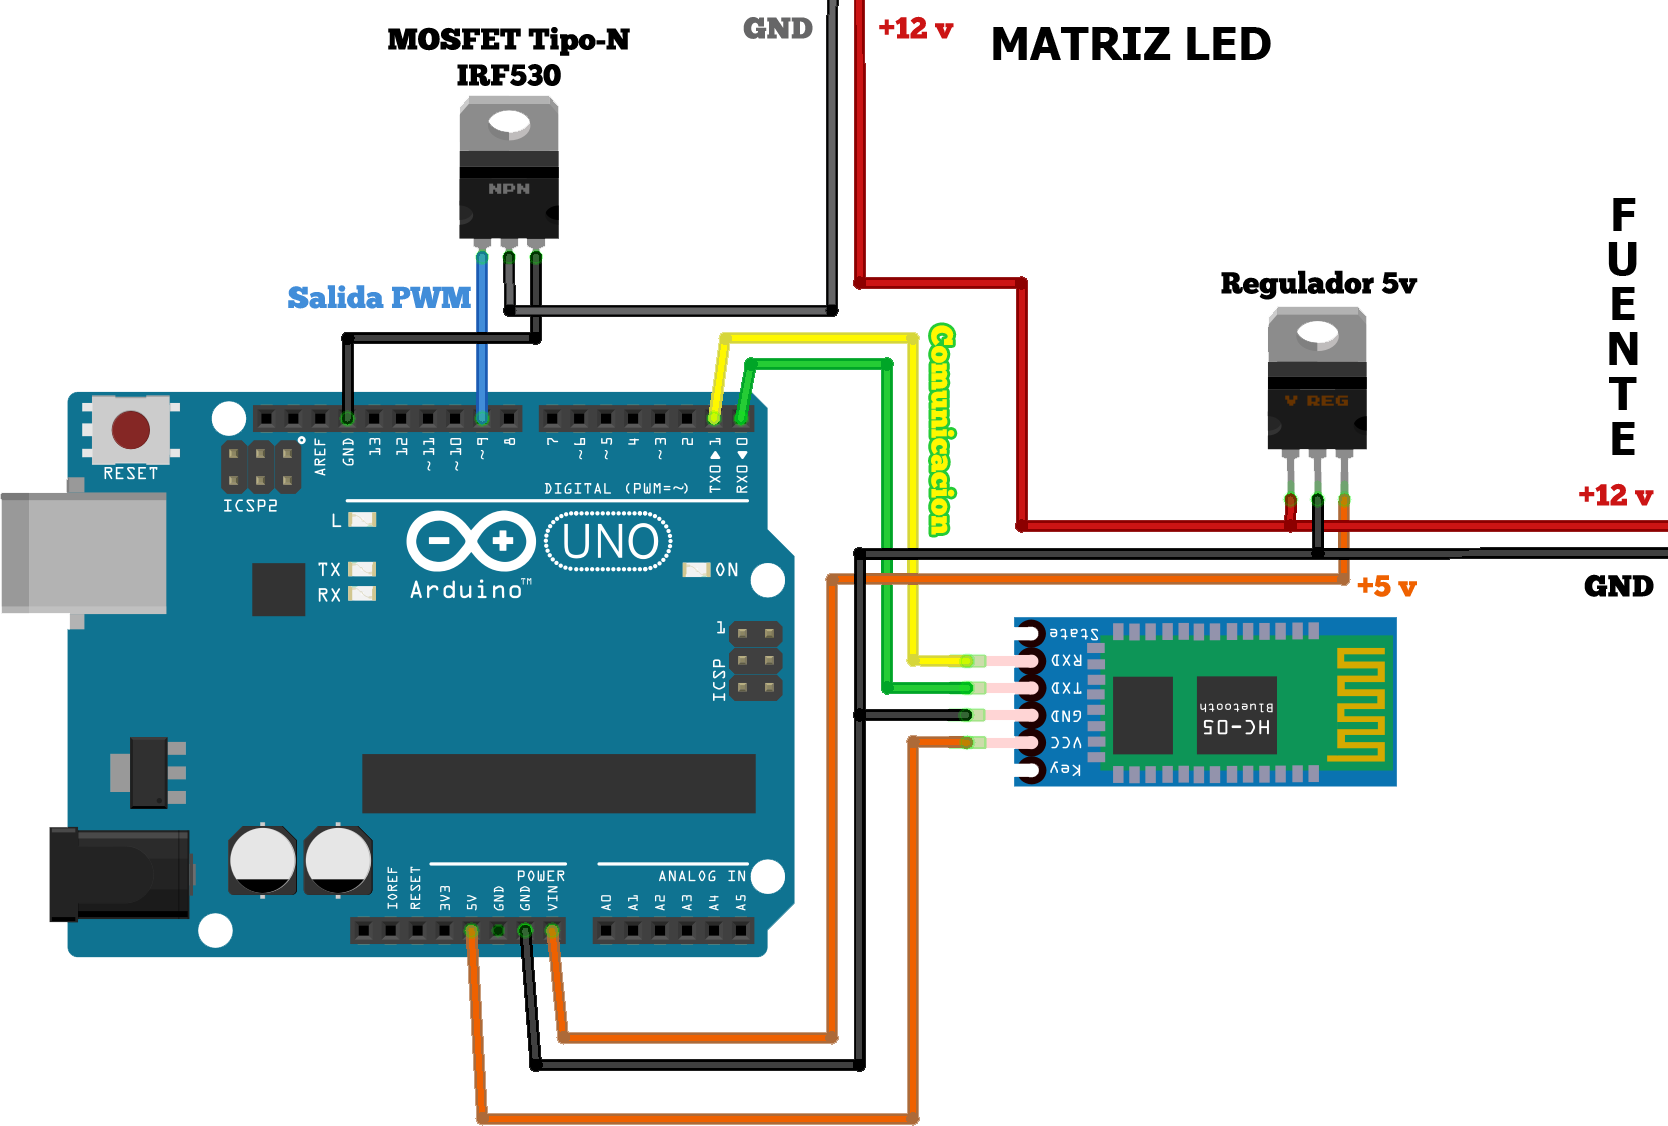 MOSFET Tipo-N
IRF530
GND
+12 v
MATRIZ LED
NPN
Salida PWM
Comunicacion
Regulador 5v
V REG
FUENTE
+12 v
GND
+5 v
RESET
ICSP2
AREF
GND
13
12
~11
~10
~9
8
7
~6
~5
4
~3
2
TX0▶1
RX0◀0
DIGITAL (PWM=~)
L
TX
RX
Arduino™
UNO
ON
1
ICSP
State
RXD
TXD
GND
VCC
Key
HC-05
Bluetooth
IOREF
RESET
3V3
5V
GND
GND
VIN
POWER
ANALOG IN
A0
A1
A2
A3
A4
A5